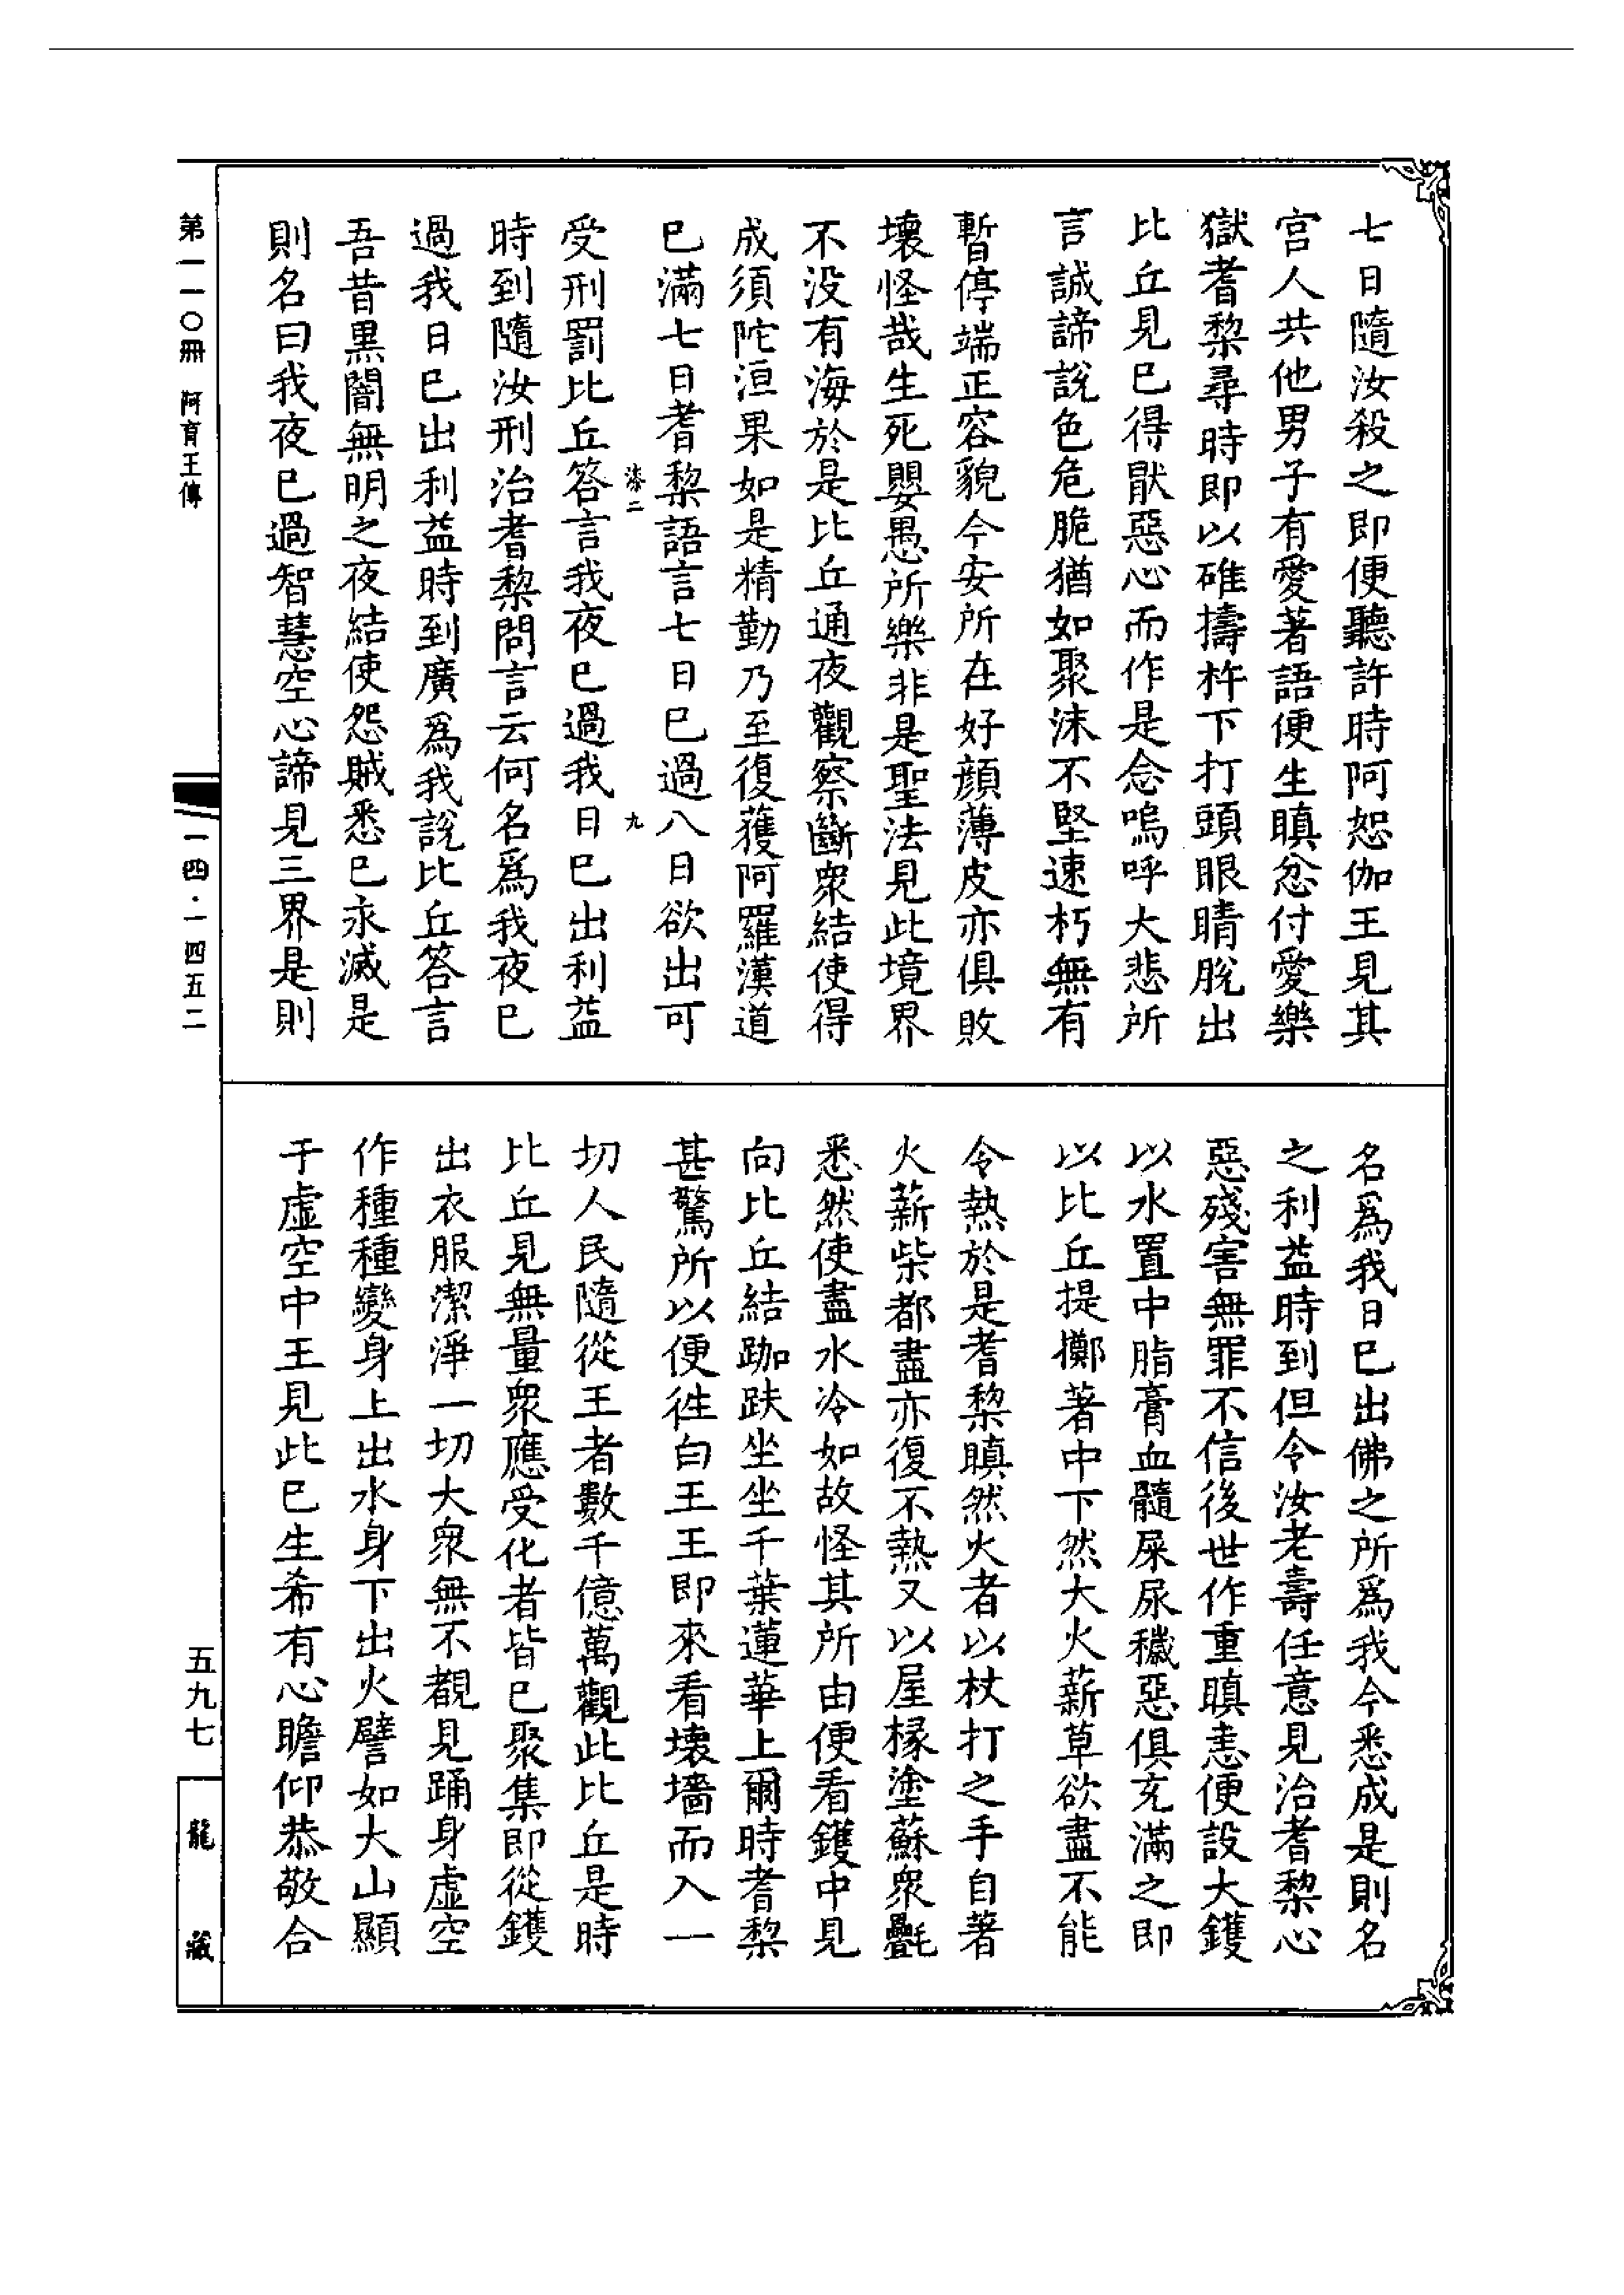 七日隨汝殺之即便聽許時阿恕伽王見其
宮人共他男子有愛著語便生瞋忿付愛樂
獄耆棃尋時即以碓擣杵下打頭眼睛脫出
比丘見已得猒惡心而作是念嗚呼大悲所
言誠諦說色危脆猶如聚沫不堅速朽無有
暫停端正容貌今安所在好顏薄皮亦俱敗
壞怪哉生死嬰愚所樂非是聖法見此境界
不没有海於是比丘通夜觀察斷衆結使得
成須陀洹果如是精勤乃至復獲阿羅漢道
已滿七日耆棃語言七日已過八日欲出可
漆二
九
受刑罰比丘答言我夜已過我日已出利益
時到隨汝刑治耆棃問言云何名爲我夜已
過我日已出利益時到廣爲我說比丘答言
吾昔黒闇無明之夜結使怨賊悉已永滅是
則名曰我夜已過智慧空心諦見三界是則
名爲我日已出佛之所爲我今悉成是則名
之利益時到但令汝老壽任意見治耆棃心
惡殘害無罪不信後世作重瞋恚便設大鑊
以水置中脂膏血髓屎尿穢惡俱充滿之即
以比丘提擲著中下然大火薪草欲盡不能
令熱於是耆棃瞋然火者以杖打之手自著
火薪柴都盡亦復不熱又以屋椽塗蘇衆氎
悉然使盡水冷如故怪其所由便看鑊中見
向比丘結跏趺坐坐千葉蓮華上爾時耆棃
甚驚所以便徃白王王即來看壞墻而入一
切人民隨從王者數千億萬觀此比丘是時
比丘見無量衆應受化者皆已聚集即從鑊
出衣服潔淨一切大衆無不覩見踊身虛空
作種種變身上出水身下出火譬如大山顯
于虛空中王見此已生希有心瞻仰恭敬合
第一一〇冊 阿育王傳
一四·一四五二
五九七
龍藏